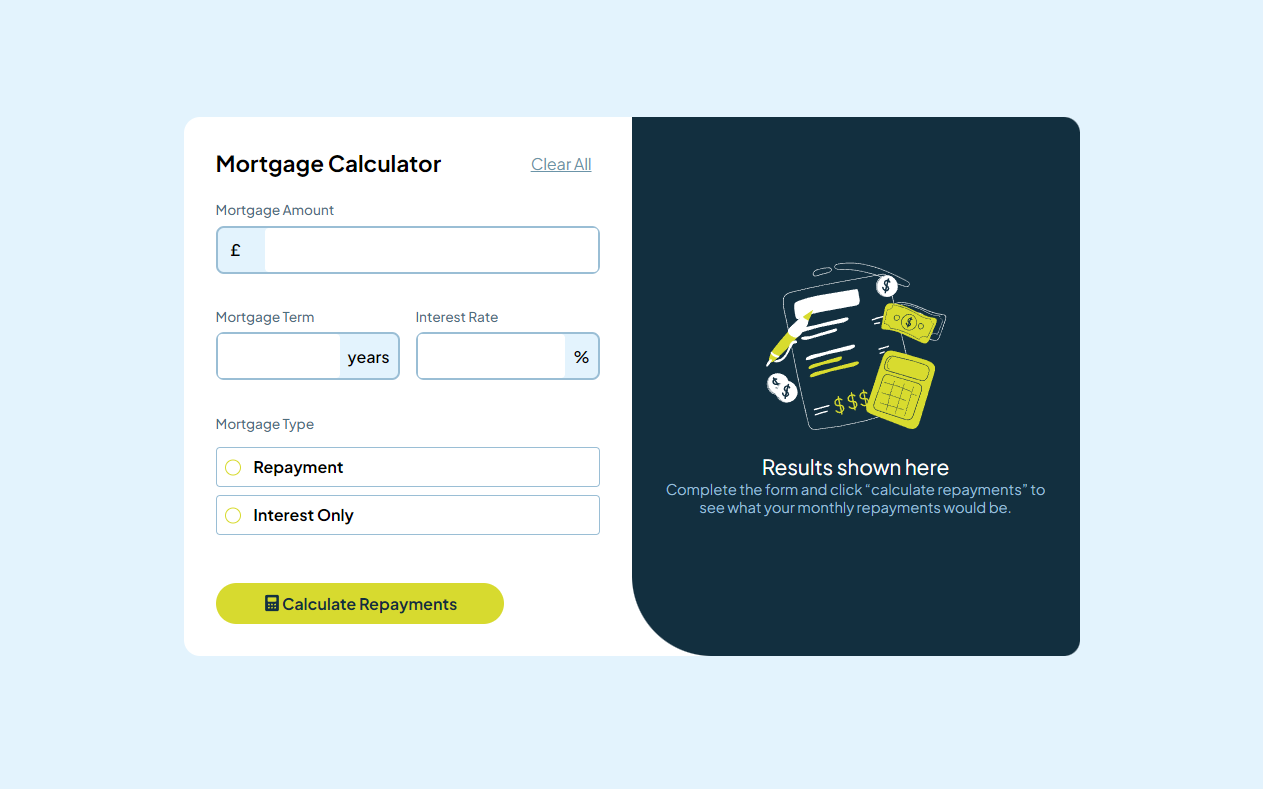 Mortgage Calculator
Clear All
Mortgage Amount
£
Mortgage Term
Interest Rate
years
%
Mortgage Type
Repayment
Interest Only
Calculate Repayments
$
$
$
$$$
Results shown here
Complete the form and click “calculate repayments” to
see what your monthly repayments would be.